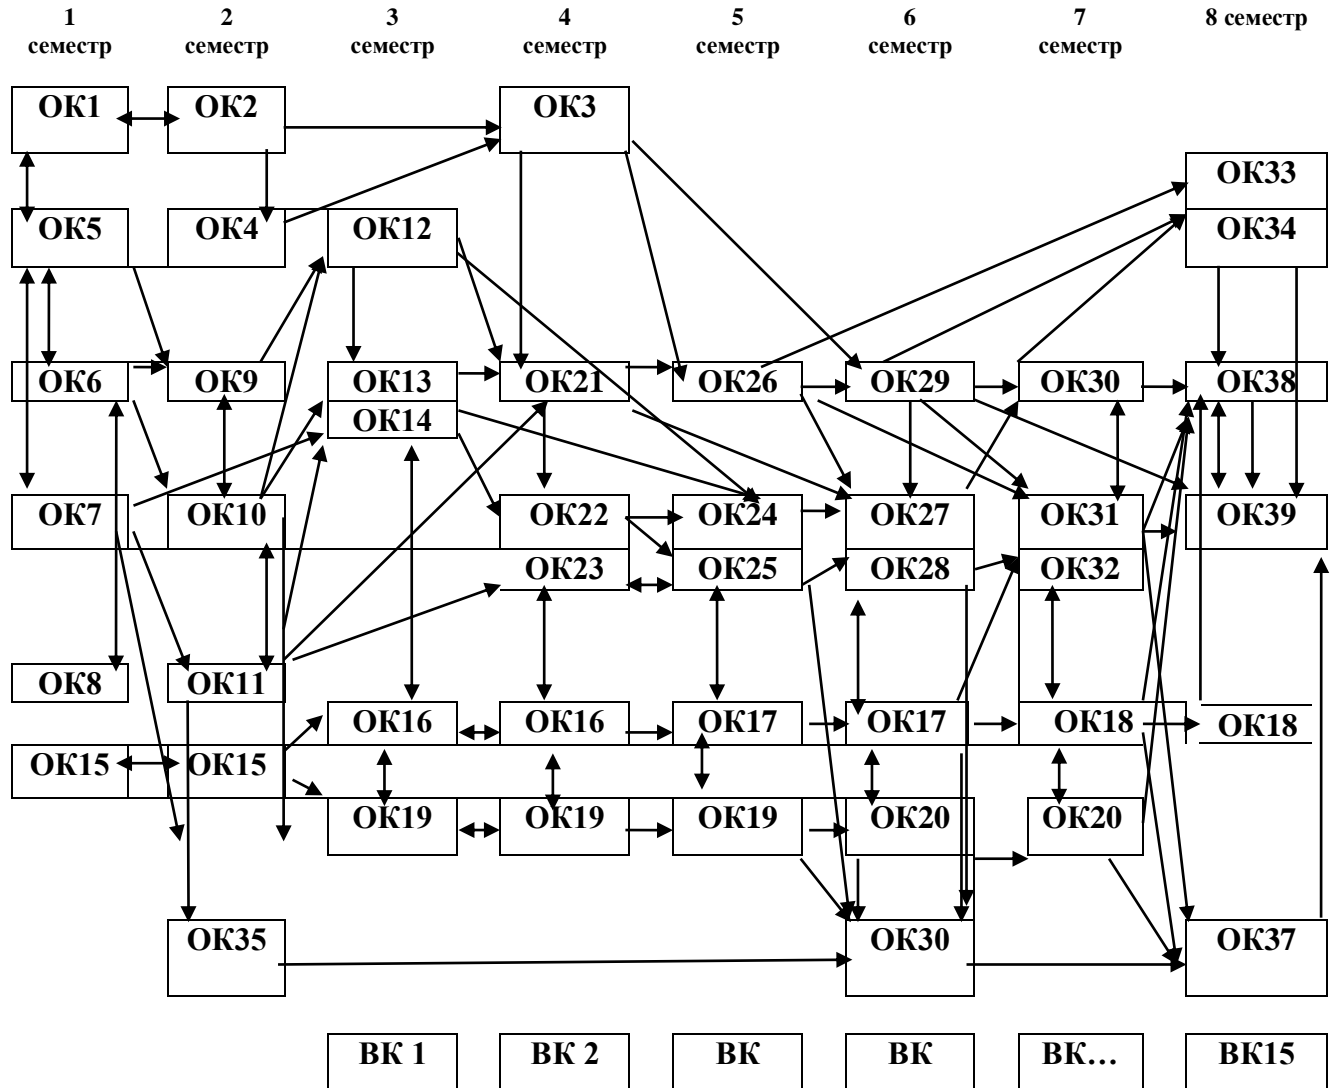 1 2 3 4 5 6 7 8 семестр
семестр семестр семестр семестр семестр семестр семестр
ОК1 ОК2 ОК3
ОК33
ОК5 ОК4 ОК12 ОК34
ОК6 ОК9 ОК13 ОК21 ОК26 ОК29 ОК30 ОК38
ОК14
ОК7 ОК10 ОК22 ОК24 ОК27 ОК31 ОК39
ОК23 ОК25 ОК28 ОК32
ОК8 ОК11
ОК16 ОК16 ОК17 ОК17 ОК18 ОК18
ОК15 ОК15
ОК19 ОК19 ОК19 ОК20 ОК20
ОК35 ОК30 ОК37
ВК 1 ВК 2 ВК ВК ВК… ВК15